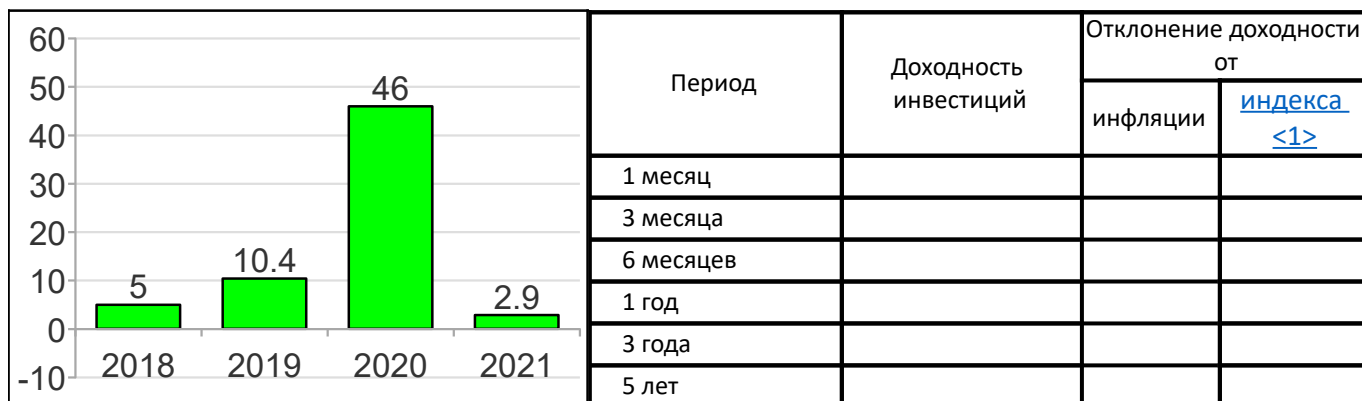 60
50
40
30
20
10
0
-10
5
10.4
46
2.9
2018 2019 2020 2021
Период
Доходность
инвестиций
Отклонение доходности
от
инфляции
индекса
<1>
1 месяц
3 месяца
6 месяцев
1 год
3 года
5 лет